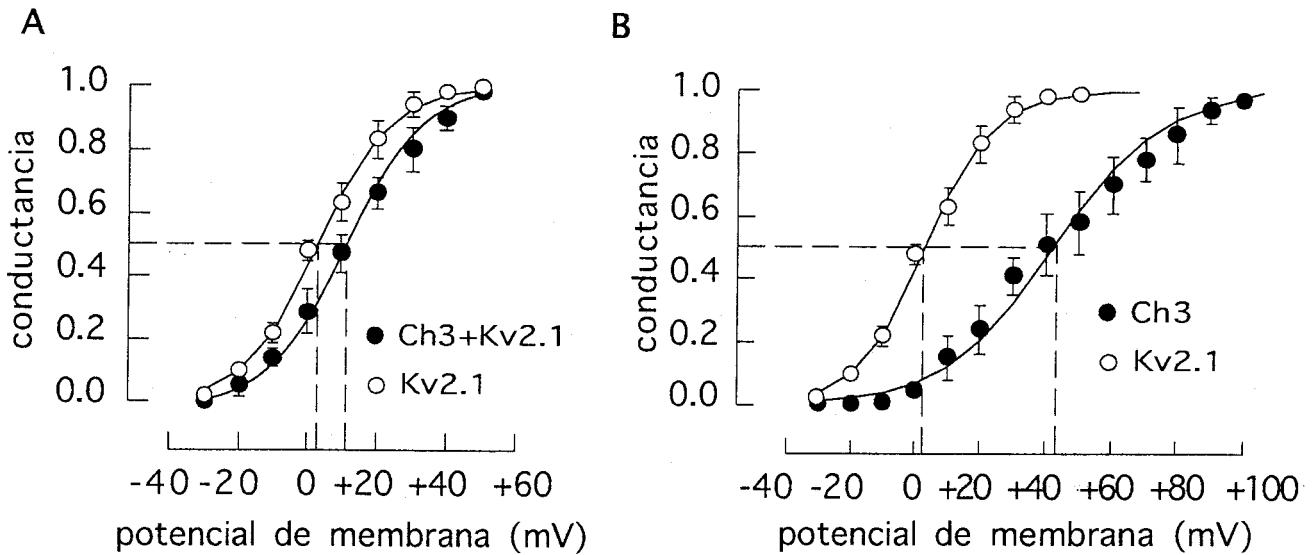 A
conductancia
1.0
0.8
0.6
0.4
0.2
0.0
Ch3+Kv2.1
Kv2.1
-40 -20 0 +20 +60
potencial de membrana (mV)
B
conductancia
1.0
0.8
0.6
0.4
0.2
0.0
Ch3
Kv2.1
-40 -20 0 +20 +40 +60 +80 +100
potencial de membrana (mV)